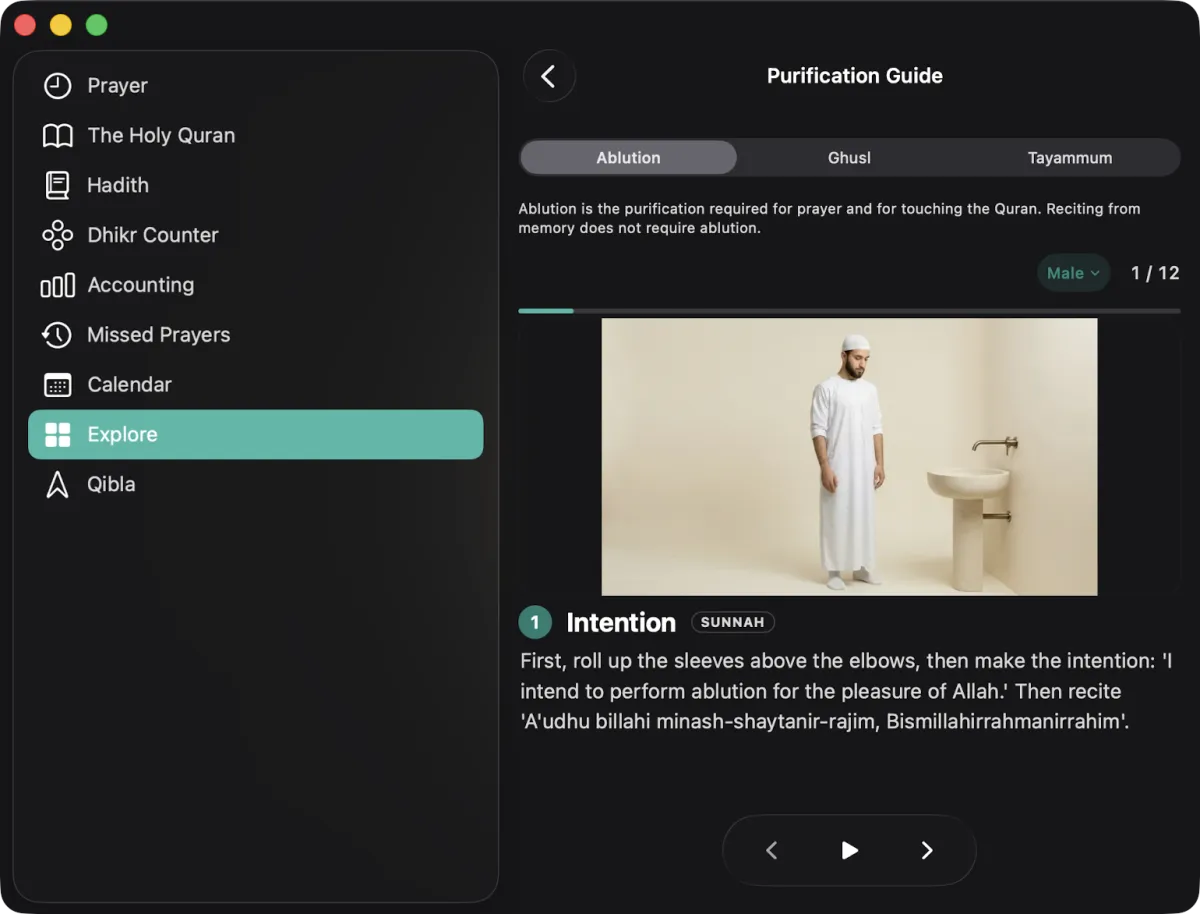 Prayer
The Holy Quran
Hadith
Dhikr Counter
Accounting
Missed Prayers
Calendar
Explore
Qibla
Purification Guide
Ablution
Ghusl
Tayammum
Ablution is the purification required for prayer and for touching the Quran. Reciting from
memory does not require ablution.
Male
1 / 12
1 Intention SUNNAH
First, roll up the sleeves above the elbows, then make the intention: 'I
intend to perform ablution for the pleasure of Allah.' Then recite
'A'udhu billahi minash-shaytanir-rajim, Bismillahirrahmanirrahim'.